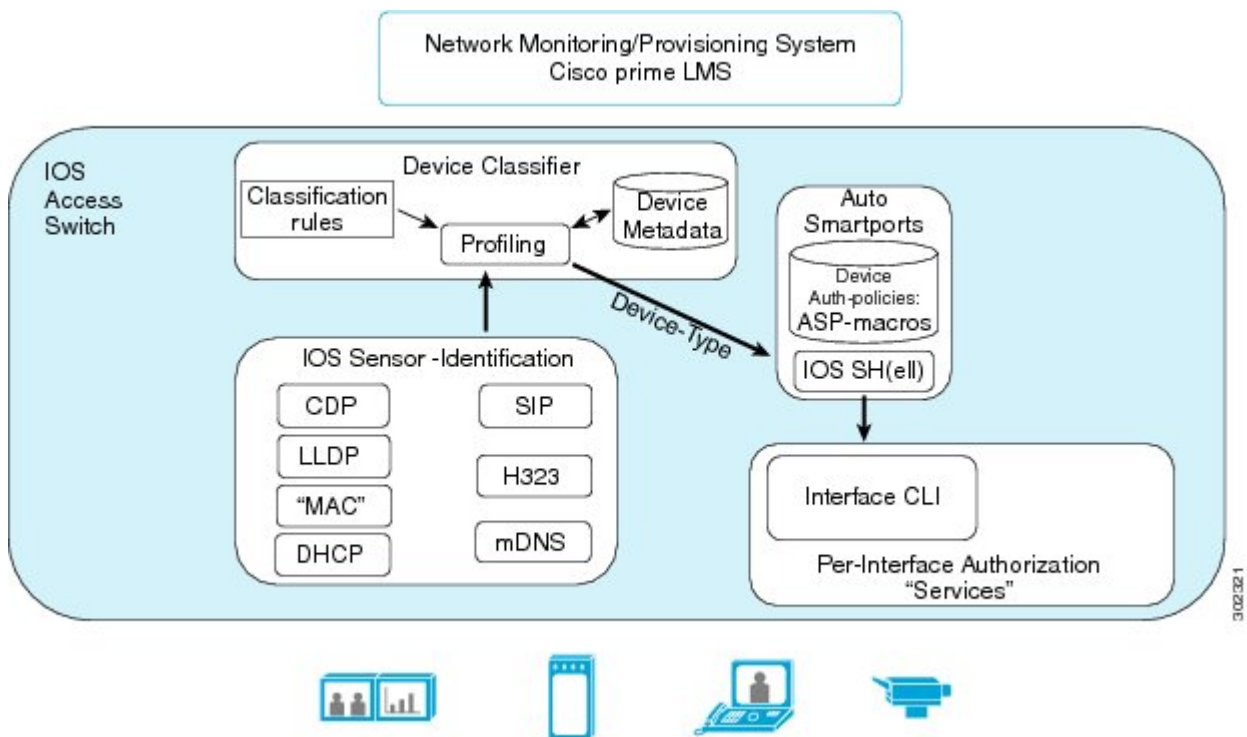 Network Monitoring/Provisioning System
Cisco prime LMS
IOS
Access
Switch
Device Classifier
Classification
rules
Profiling
Device
Metadata
Device-Type
Auto
Smartports
Device
Auth-policies:
ASP-macros
IOS SH(ell)
IOS Sensor -Identification
CDP
SIP
LLDP
H323
“MAC”
mDNS
DHCP
Interface CLI
Per-Interface Authorization
“Services”
302321